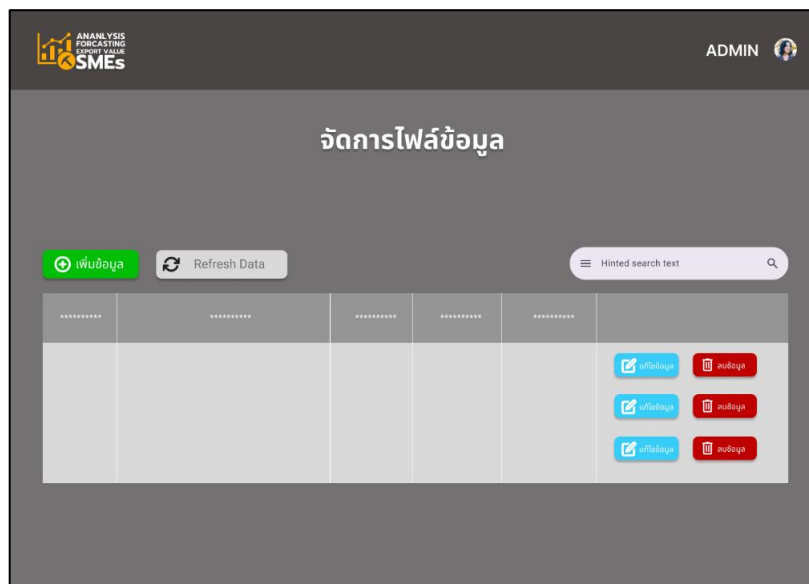 ANANLYSIS
FORCASTING
EXPORT VALUE
SMEs
ADMIN
จัดการไฟล์ข้อมูล
เพิ่มข้อมูล
Refresh Data
Hinted search text
********** ********** ********** ********** **********
แก้ไขข้อมูล ลบข้อมูล
แก้ไขข้อมูล ลบข้อมูล
แก้ไขข้อมูล ลบข้อมูล